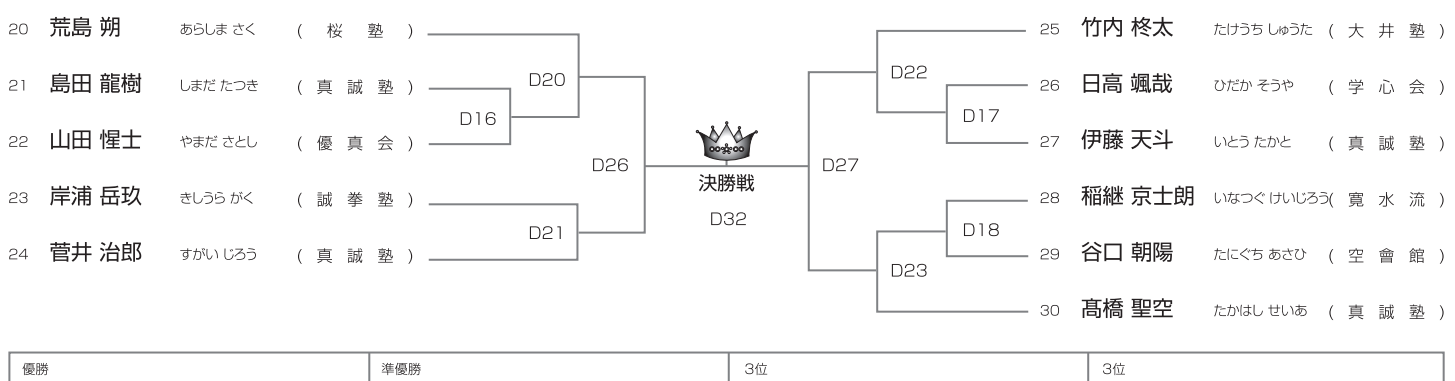 20 荒島 朔 あらしま さく ( 桜 塾 )
21 島田 龍樹 しまだ たつき ( 真 誠 塾 )
22 山田 惺士 やまだ さとし ( 優 真 会 )
23 岸浦 岳玖 きしうら がく ( 誠 拳 塾 )
24 菅井 治郎 すがい じろう ( 真 誠 塾 )
D20
D16
D26
D21
決勝戦
D32
D22
D17
D27
D18
D23
25 竹内 柊太 たけうち しゅうた ( 大 井 塾 )
26 日高 颯哉 ひだか そうや ( 学 心 会 )
27 伊藤 天斗 いとう たかと ( 真 誠 塾 )
28 稲継 京士朗 いなつぐ けいじろう( 寛 水 流 )
29 谷口 朝陽 たにぐち あさひ ( 空 會 館 )
30 髙橋 聖空 たかはし せいあ ( 真 誠 塾 )
優勝 準優勝 3位 3位